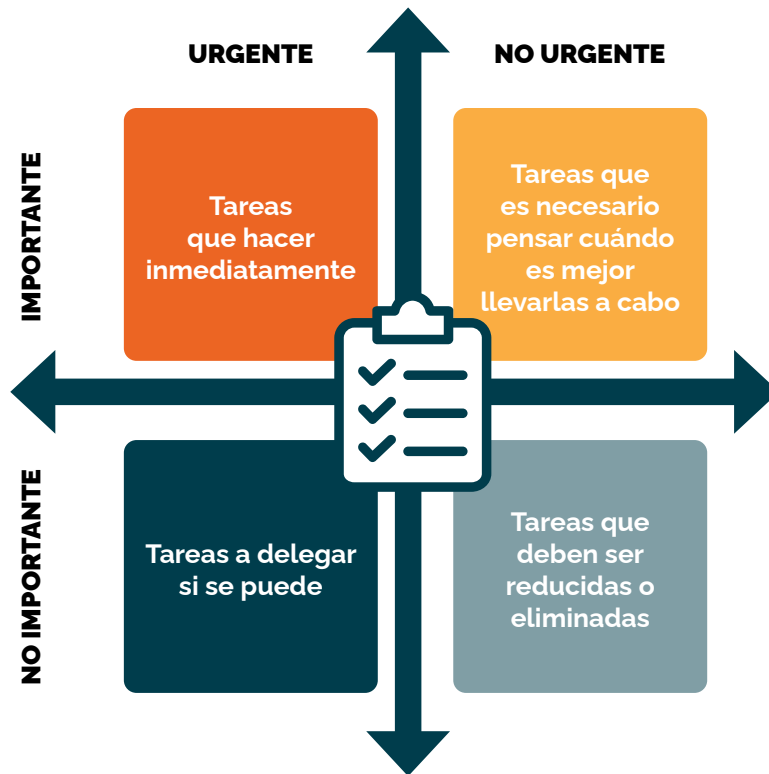 URGENTE
NO URGENTE
IMPORTANTE
Tareas
que hacer
inmediatamente
Tareas que
es necesario
pensar cuándo
es mejor
llevarlas a cabo
NO IMPORTANTE
Tareas a delegar
si se puede
Tareas que
deben ser
reducidas o
eliminadas